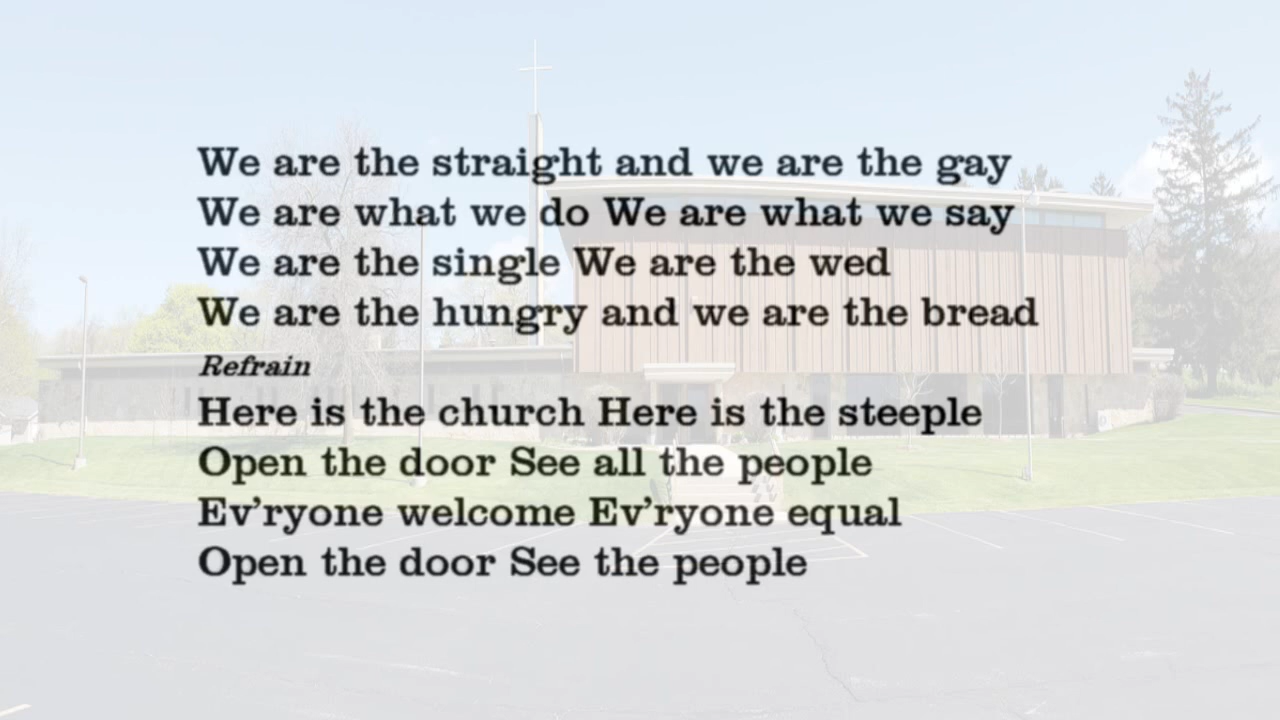 We are the straight and we are the gay
We are what we do We are what we say
We are the single We are the wed
We are the hungry and we are the bread
Refrain
Here is the church Here is the steeple
Open the door See all the people
Ev’ryone welcome Ev’ryone equal
Open the door See the people